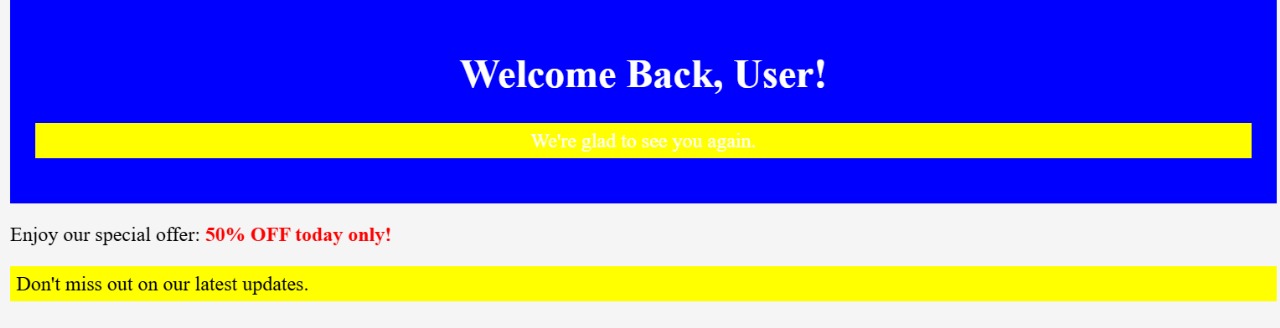 Welcome Back, User!
We're glad to see you again.
Enjoy our special offer: 50% OFF today only!
Don't miss out on our latest updates.